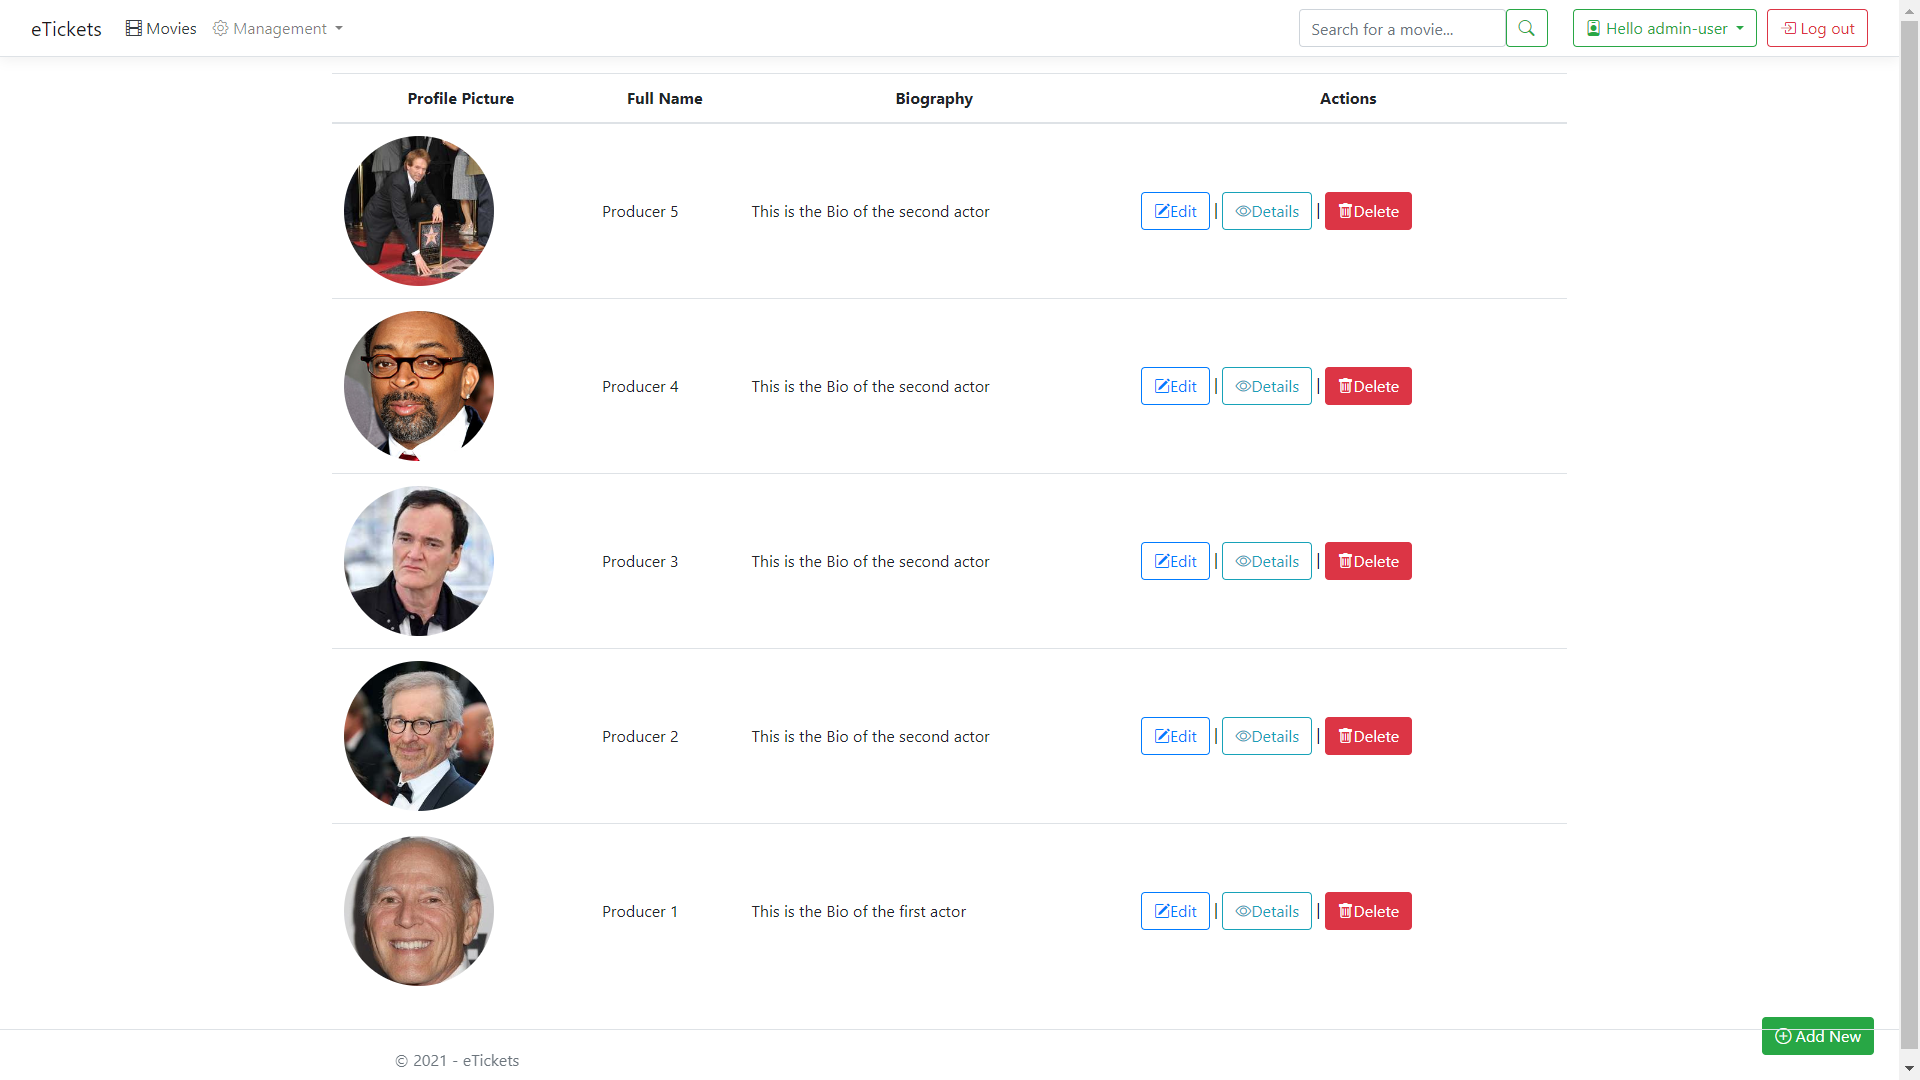 eTickets Movies Management Search for a movie... Hello admin-user Log out
Profile Picture Full Name Biography Actions
Producer 5 This is the Bio of the second actor Edit | Details | Delete
Producer 4 This is the Bio of the second actor Edit | Details | Delete
Producer 3 This is the Bio of the second actor Edit | Details | Delete
Producer 2 This is the Bio of the second actor Edit | Details | Delete
Producer 1 This is the Bio of the first actor Edit | Details | Delete
Add New
© 2021 - eTickets